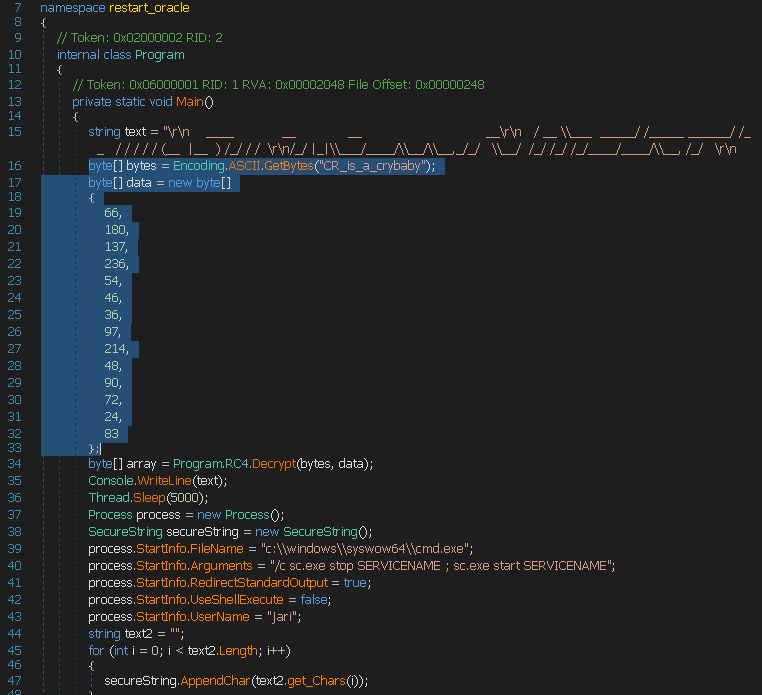 7 namespace restart_oracle
8 {
9 // Token: 0x02000002 RID: 2
10 internal class Program
11 {
12 // Token: 0x06000001 RID: 1 RVA: 0x00002048 File Offset: 0x00000248
13 private static void Main()
14 {
15 string text = "\r\n ____ __ __ __\r\n / __ \\___ ______/ /_____ ______/ /_
_ / / / / / (__ |__ ) /_/ / / \r\n/_/ |_|\\___/____/\\__/\\__,_/_/ \\__/ /_/ /_/ /_/____/____/\\__, /_/ \r\n
16 byte[] bytes = Encoding.ASCII.GetBytes("CR_is_a_crybaby");
17 byte[] data = new byte[]
18 {
19 66,
20 180,
21 137,
22 236,
23 54,
24 46,
25 36,
26 97,
27 214,
28 48,
29 90,
30 72,
31 24,
32 83
33 };
34 byte[] array = Program.RC4.Decrypt(bytes, data);
35 Console.WriteLine(text);
36 Thread.Sleep(5000);
37 Process process = new Process();
38 SecureString secureString = new SecureString();
39 process.StartInfo.FileName = "c:\\windows\\syswow64\\cmd.exe";
40 process.StartInfo.Arguments = "/c sc.exe stop SERVICENAME ; sc.exe start SERVICENAME";
41 process.StartInfo.RedirectStandardOutput = true;
42 process.StartInfo.UseShellExecute = false;
43 process.StartInfo.UserName = "jari";
44 string text2 = "";
45 for (int i = 0; i < text2.Length; i++)
46 {
47 secureString.AppendChar(text2.get_Chars(i));
48 }